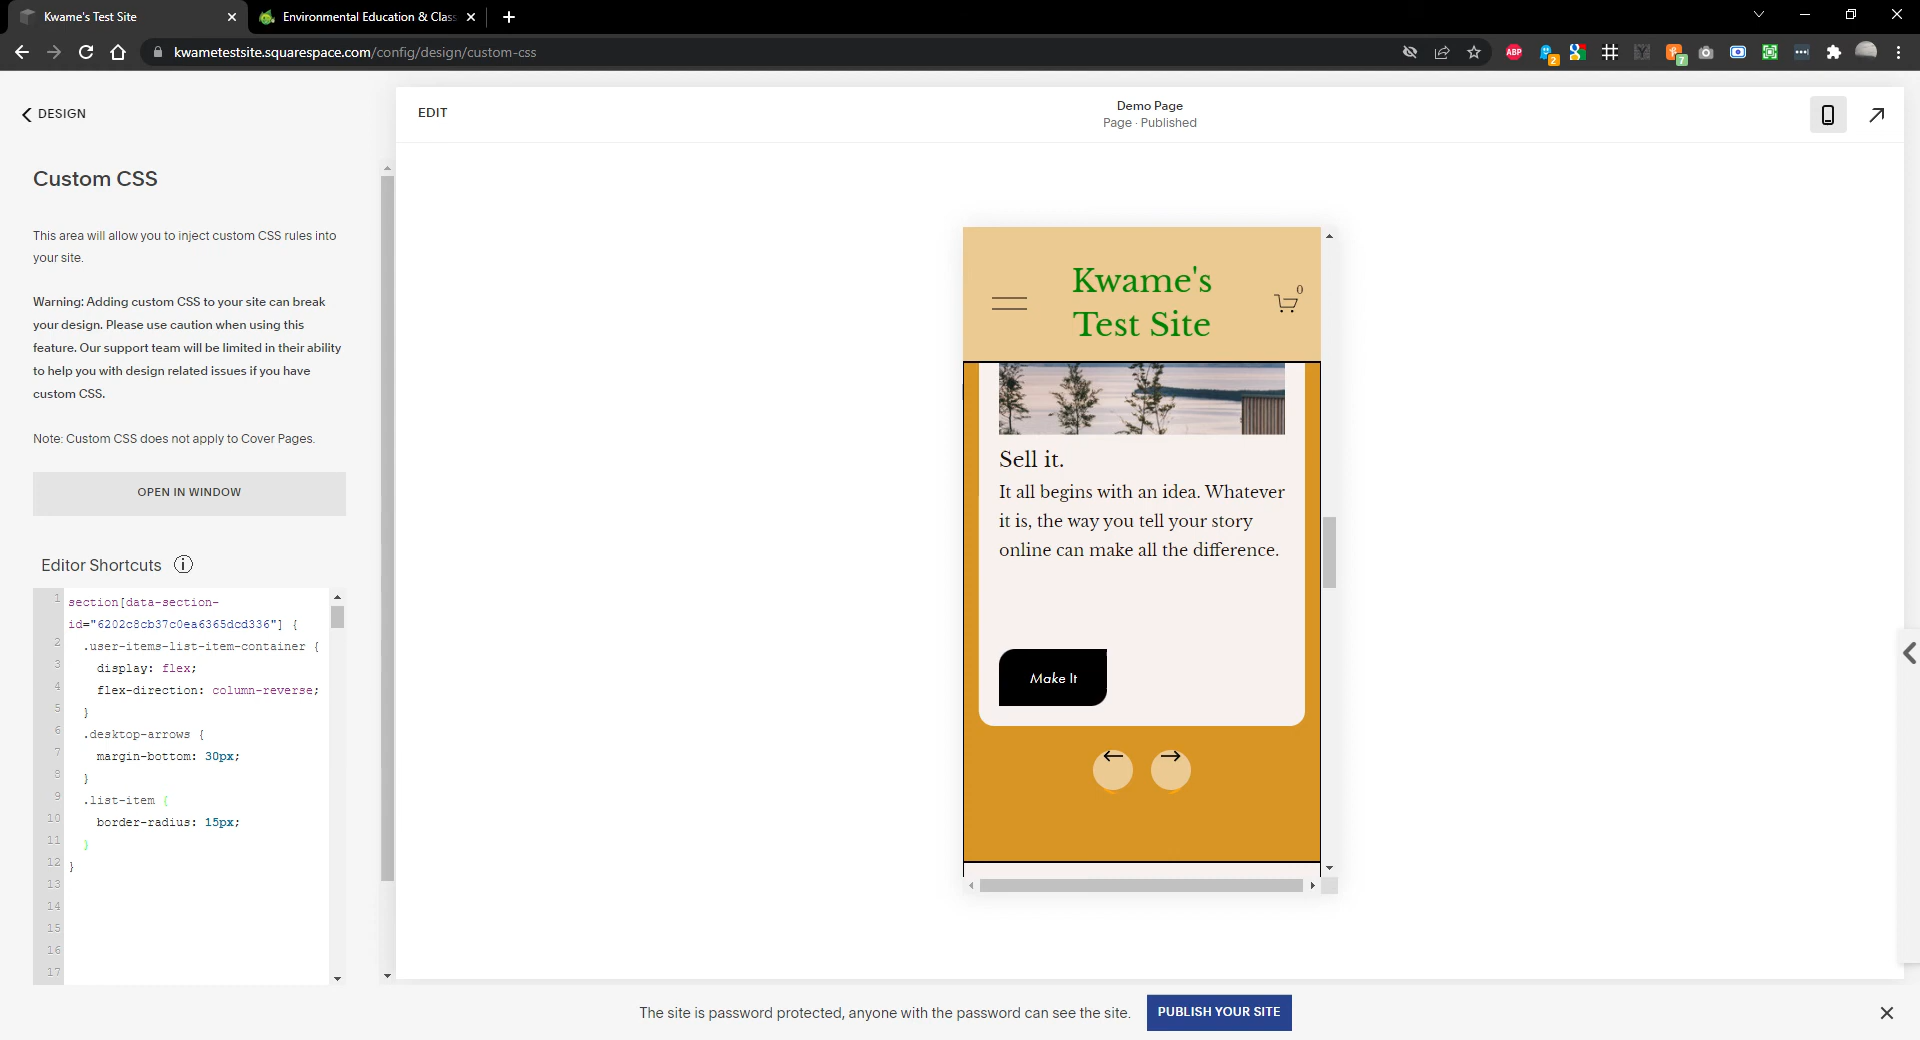 Kwame's Test Site
Environmental Education & Clas
kwametestsite.squarespace.com/config/design/custom-css
ABP
2
7
DESIGN
Custom CSS
This area will allow you to inject custom CSS rules into
your site.
Warning: Adding custom CSS to your site can break
your design. Please use caution when using this
feature. Our support team will be limited in their ability
to help you with design related issues if you have
custom CSS.
Note: Custom CSS does not apply to Cover Pages.
OPEN IN WINDOW
Editor Shortcuts
1 section[data-section-
id="6202c8cb37c0ea6365dcd336"] {
2 .user-items-list-item-container {
3 display: flex;
4 flex-direction: column-reverse;
5 }
6 .desktop-arrows {
7 margin-bottom: 30px;
8 }
9 .list-item {
10 border-radius: 15px;
11 }
12 }
13
14
15
16
17
EDIT
Demo Page
Page · Published
Kwame's
Test Site
0
Sell it.
It all begins with an idea. Whatever
it is, the way you tell your story
online can make all the difference.
Make It
The site is password protected, anyone with the password can see the site.
PUBLISH YOUR SITE